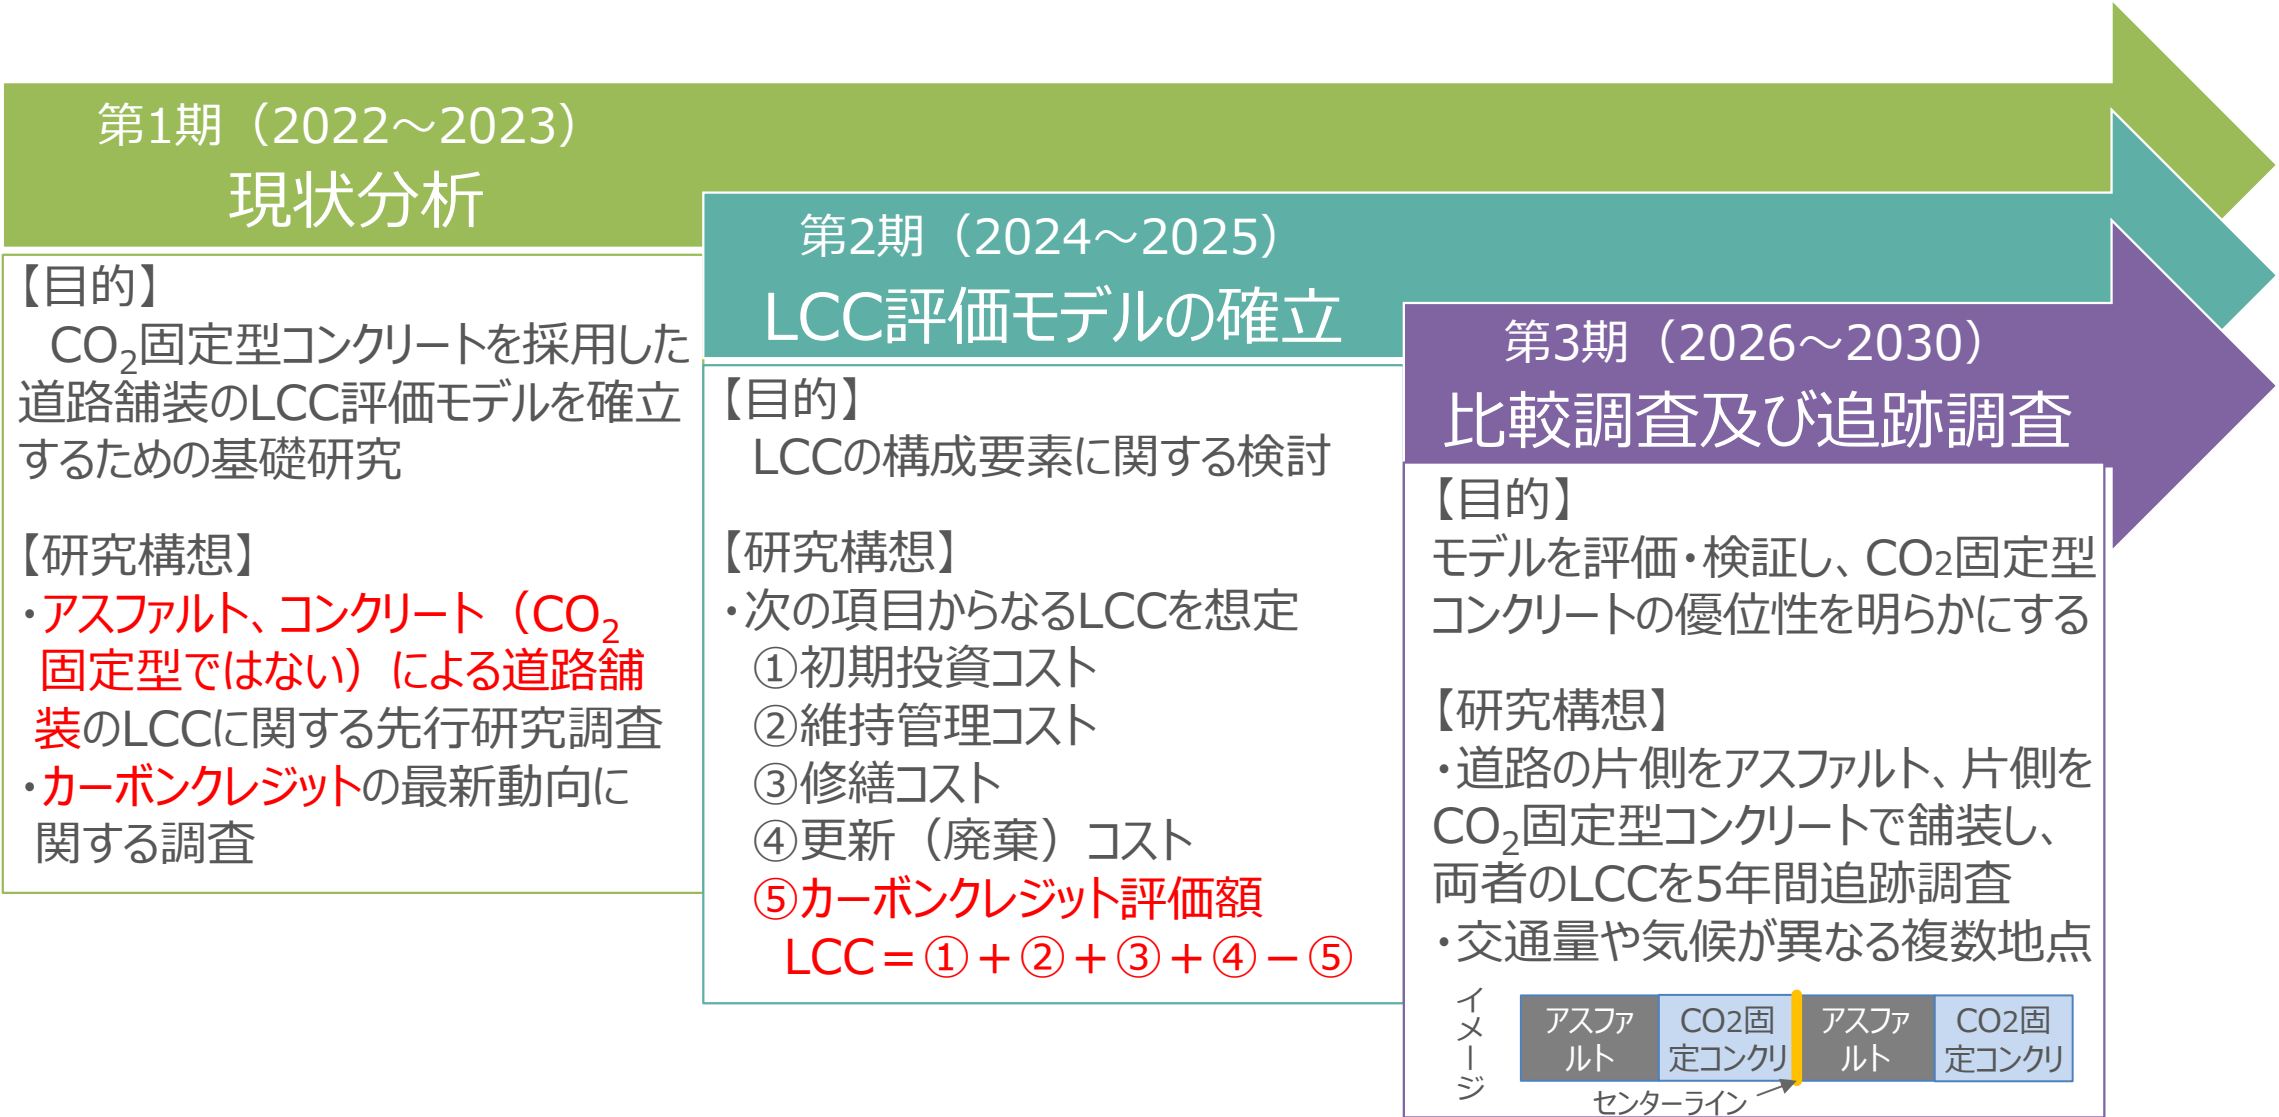 第1期（2022～2023）
現状分析
【目的】
CO2固定型コンクリートを採用した
道路舗装のLCC評価モデルを確立
するための基礎研究
【研究構想】
・アスファルト、コンクリート（CO2
固定型ではない）による道路舗
装のLCCに関する先行研究調査
・カーボンクレジットの最新動向に
関する調査
第2期（2024～2025）
LCC評価モデルの確立
【目的】
LCCの構成要素に関する検討
【研究構想】
・次の項目からなるLCCを想定
①初期投資コスト
②維持管理コスト
③修繕コスト
④更新（廃棄）コスト
⑤カーボンクレジット評価額
LCC＝①＋②＋③＋④－⑤
第3期（2026～2030）
比較調査及び追跡調査
【目的】
モデルを評価・検証し、CO2固定型
コンクリートの優位性を明らかにする
【研究構想】
・道路の片側をアスファルト、片側を
CO2固定型コンクリートで舗装し、
両者のLCCを5年間追跡調査
・交通量や気候が異なる複数地点
イメージ
アスファ
ルト
CO2固
定コンクリ
アスファ
ルト
CO2固
定コンクリ
センターライン